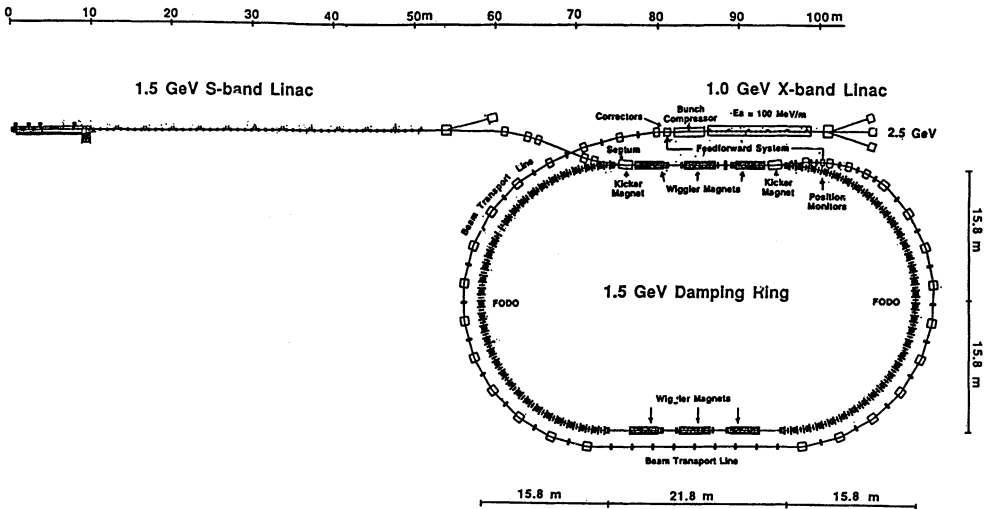 0 10 20 30 40 50m 60 70 80 90 100m
1.5 GeV S-band Linac
1.0 GeV X-band Linac
Bunch
Compressor
Ea = 100 MeV/m
Correctors
2.5 GeV
Feedforward System
Septum
Kicker
Magnet
Wiggler Magnets
Kicker
Magnet
Position
Monitors
Beam Transport Line
15.8 m
FODO
1.5 GeV Damping Ring
FODO
15.8 m
Wiggler Magnets
Beam Transport Line
15.8 m
21.8 m
15.8 m